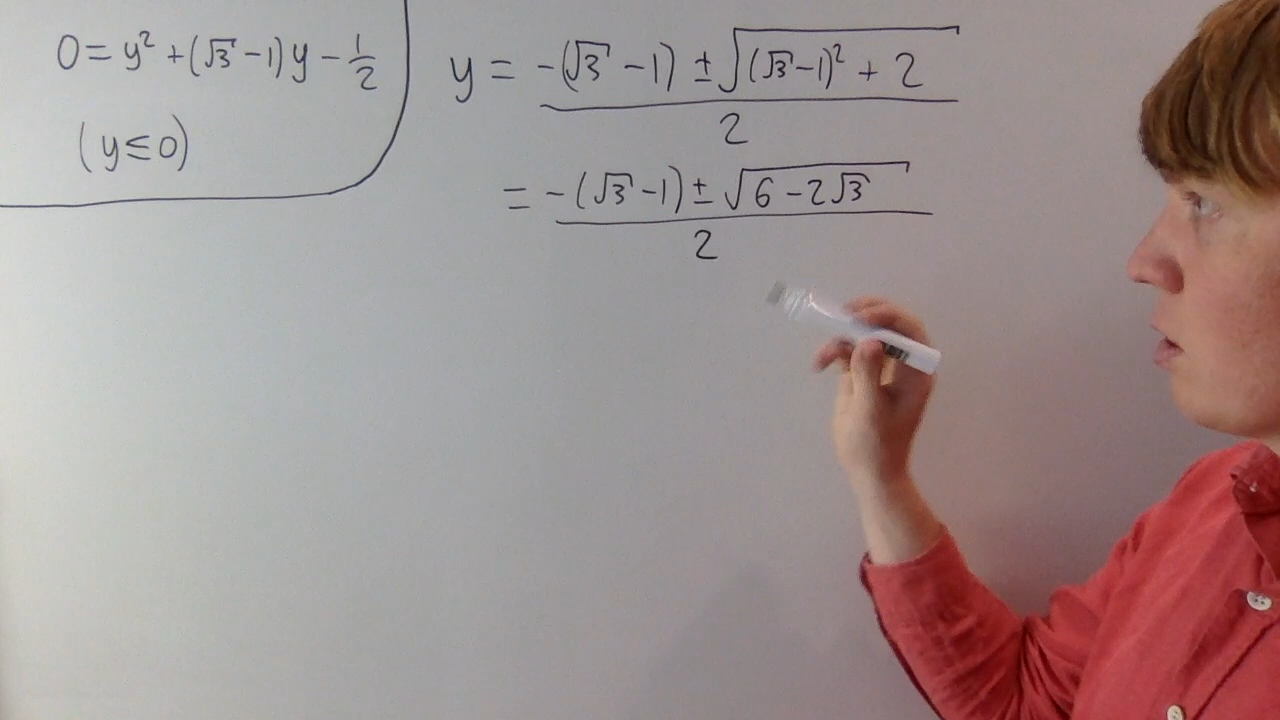 0 = y² + (√3 - 1)y - 1/2
(y ≤ 0)
y = (-(√3 - 1) ± √((√3 - 1)² + 2))/2
= (-(√3 - 1) ± √(6 - 2√3))/2